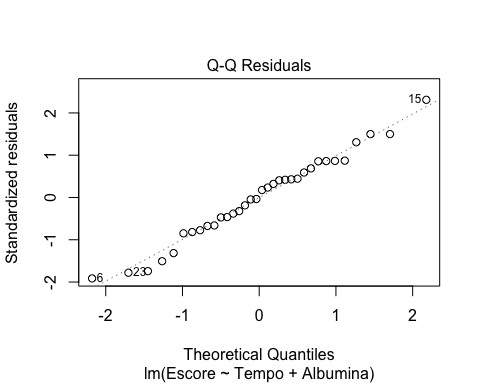 Q-Q Residuals
Standardized residuals
2
1
0
-1
-2
15
6
23
-2 -1 0 1 2
Theoretical Quantiles
lm(Escore ~ Tempo + Albumina)